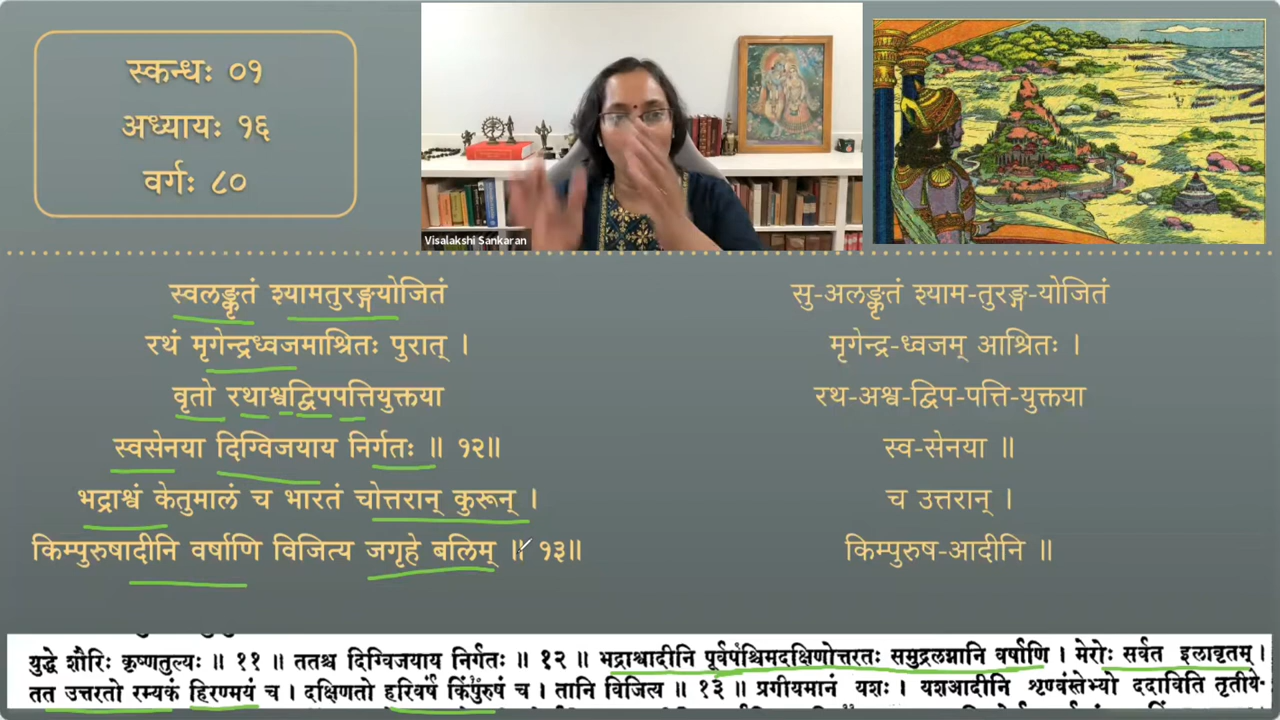 स्कन्धः ०१
अध्यायः १६
वर्गः ८०
Visalakshi Sankaran
स्वलङ्कृतं श्यामतुरङ्गयोजितं
रथं मृगेन्द्रध्वजमाश्रितः पुरात् ।
वृतो रथाश्वद्विपपत्तियुक्तया
स्वसेनया दिग्विजयाय निर्गतः ॥ १२॥
भद्राश्वं केतुमालं च भारतं चोत्तरान् कुरून् ।
किम्पुरुषादीनि वर्षाणि विजित्य जगृहे बलिम् ॥ १३॥
सु-अलङ्कृतं श्याम-तुरङ्ग-योजितं
मृगेन्द्र-ध्वजम् आश्रितः ।
रथ-अश्व-द्विप-पत्ति-युक्तया
स्व-सेनया ॥
च उत्तरान् ।
किम्पुरुष-आदीनि ॥
युद्धे शौरिः कृष्णतुल्यः ॥ ११ ॥ ततश्च दिग्विजयाय निर्गतः ॥ १२ ॥ भद्राश्वादीनि पूर्वपश्चिमदक्षिणोत्तरतः समुद्रलग्नानि वर्षाणि । मेरोः सर्वत इलावृतम् ।
तत उत्तरतो रम्यकं हिरण्मयं च । दक्षिणतो हरिवर्षं किंपुरुषं च । तानि विजित्य ॥ १३ ॥ प्रगीयमानं यशः । यशआदीनि शृण्वंस्तेभ्यो ददाविति तृतीये-